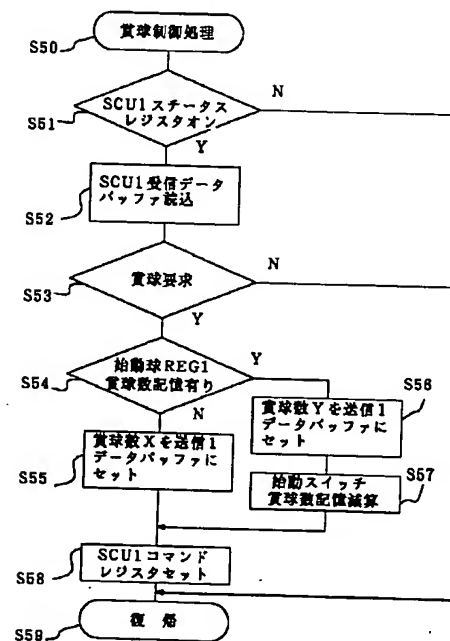 S50
賞球制御処理
N
SCU1ステータス
レジスタオン
S51
Y
SCU1受信データ
バッファ読込
S52
N
賞球要求
S53
Y
始動球REG1
賞球数記憶有り
Y
S54
S56
N
賞球数Yを送信1
データバッファに
セット
賞球数Xを送信1
データバッファに
セット
S55
S57
始動スイッチ
賞球数記憶減算
SCU1コマンド
レジスタセット
S58
復帰
S59